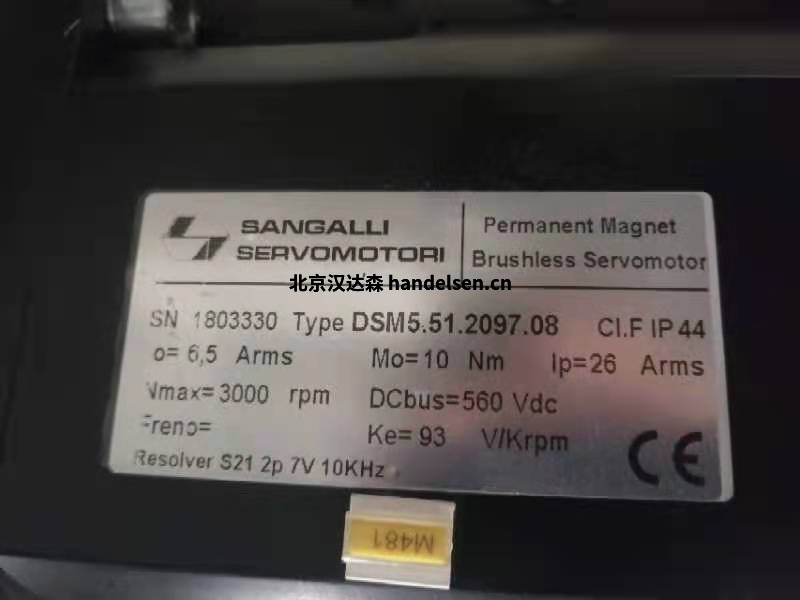 SANGALLI
SERVOMOTORI
Permanent Magnet
Brushless Servomotor
北京汉达森 handelsen.cn
SN 1803330 Type DSM5.51.2097.08 Cl.F IP 44
Io= 6,5 Arms Mo=10 Nm Ip=26 Arms
Nmax= 3000 rpm DCbus=560 Vdc
Freno= Ke= 93 V/Krpm
Resolver S21 2p 7V 10KHz
CE
M481